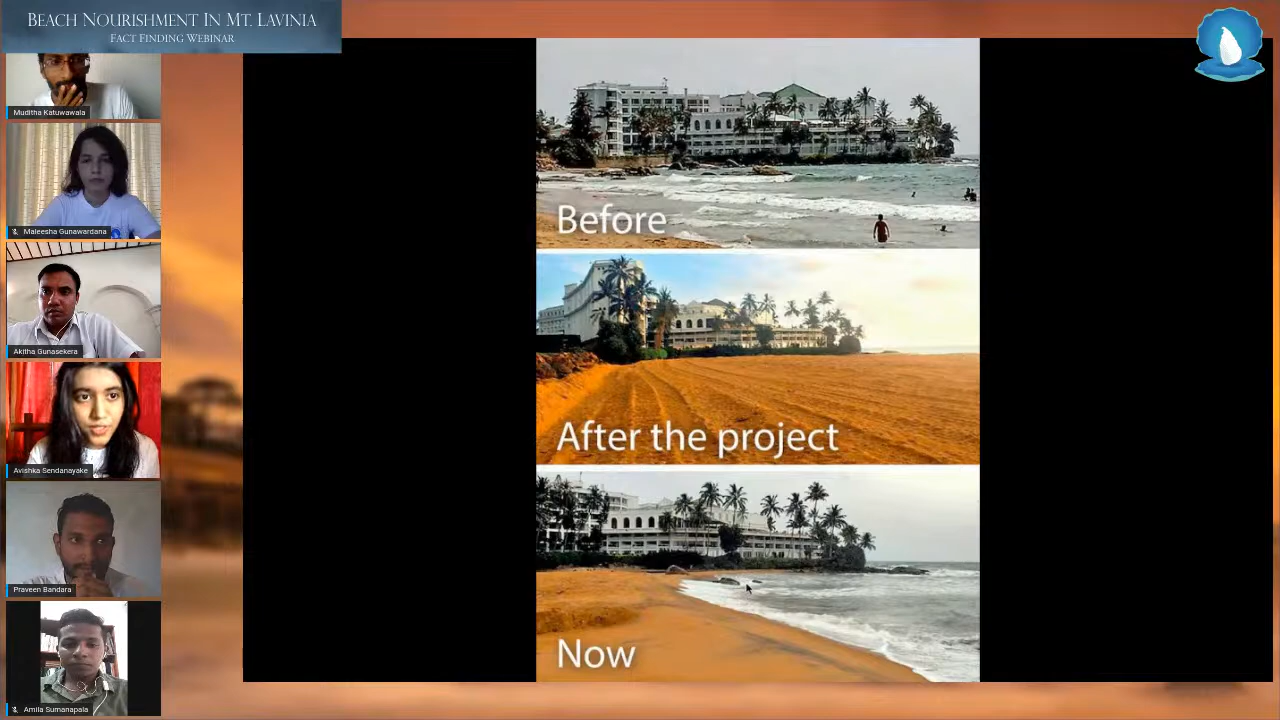 BEACH NOURISHMENT IN MT. LAVINIA
FACT FINDING WEBINAR
Muditha Katuwawala
Maleesha Gunawardana
Akitha Gunasekera
Avishka Sendanayake
Praveen Bandara
Amila Sumanapala
Before
After the project
Now